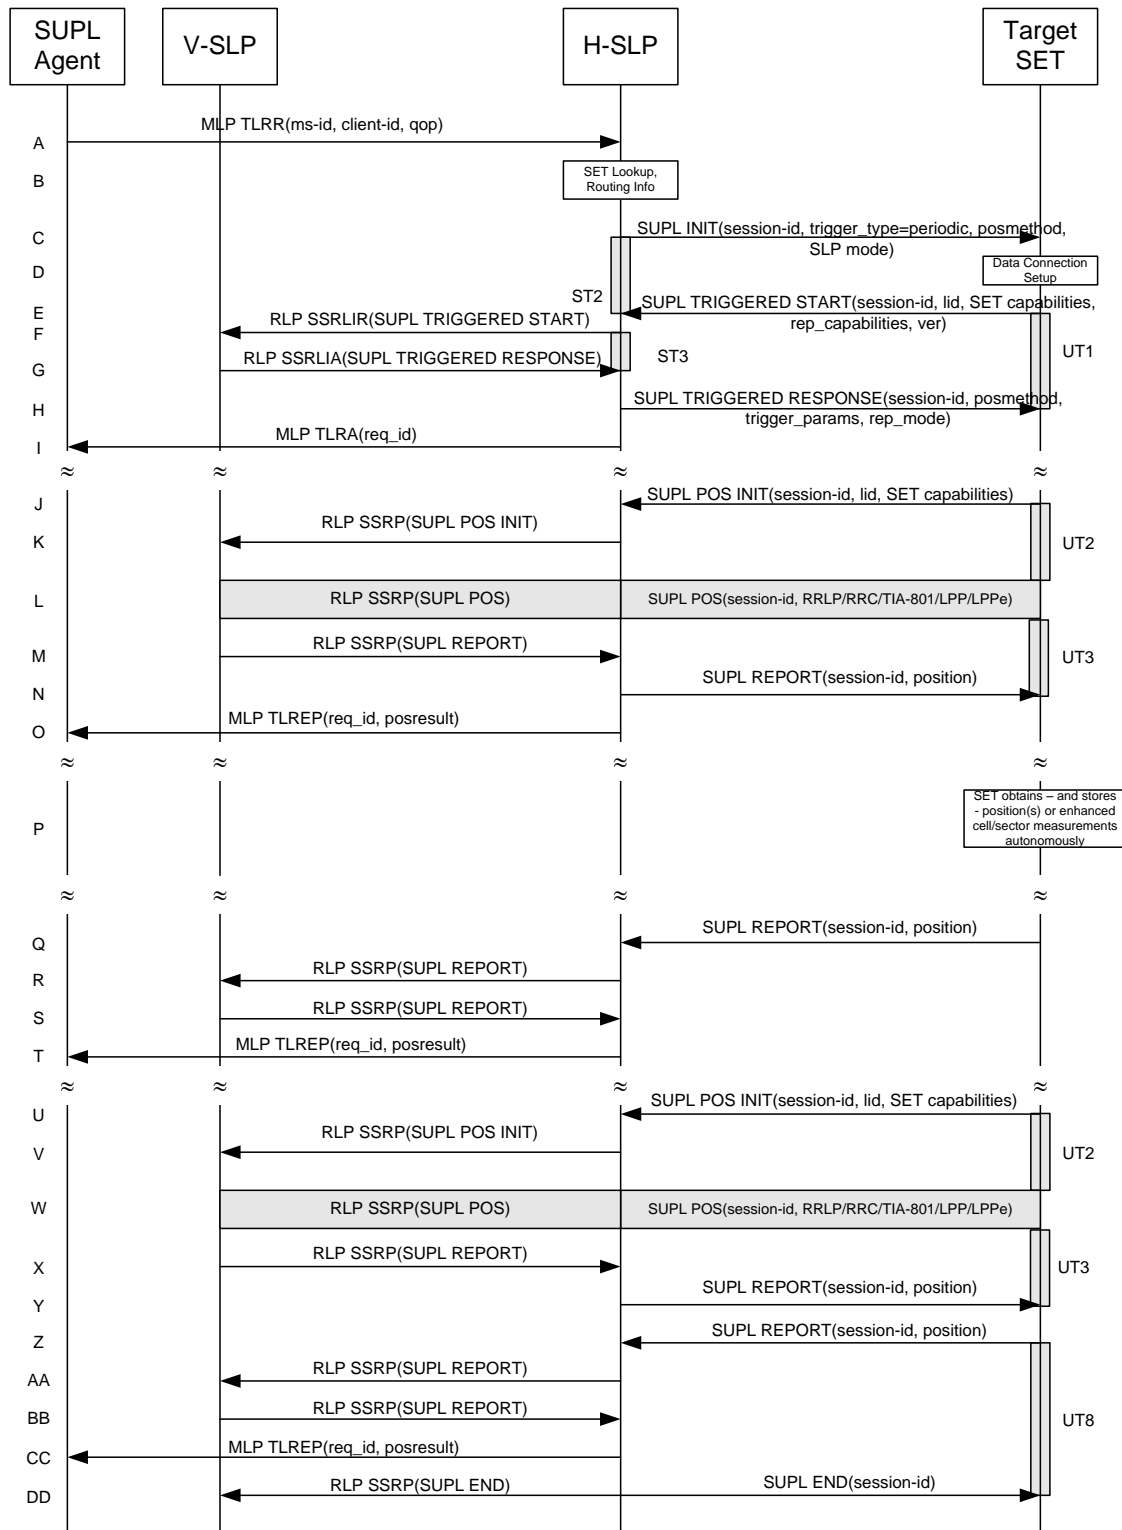 SUPL
Agent
V-SLP
H-SLP
Target
SET
A
MLP TLRR(ms-id, client-id, qop)
B
SET Lookup,
Routing Info
C
SUPL INIT(session-id, trigger_type=periodic, posmethod,
SLP mode)
D
Data Connection
Setup
ST2
E
SUPL TRIGGERED START(session-id, lid, SET capabilities,
rep_capabilities, ver)
F
RLP SSRLIR(SUPL TRIGGERED START)
UT1
G
RLP SSRLIA(SUPL TRIGGERED RESPONSE)
ST3
H
SUPL TRIGGERED RESPONSE(session-id, posmethod,
trigger_params, rep_mode)
I
MLP TLRA(req_id)
≈ ≈ ≈ ≈
J
SUPL POS INIT(session-id, lid, SET capabilities)
K
RLP SSRP(SUPL POS INIT)
UT2
L
RLP SSRP(SUPL POS)
SUPL POS(session-id, RRLP/RRC/TIA-801/LPP/LPPe)
M
RLP SSRP(SUPL REPORT)
UT3
N
SUPL REPORT(session-id, position)
O
MLP TLREP(req_id, posresult)
≈ ≈ ≈ ≈
P
SET obtains – and stores
- position(s) or enhanced
cell/sector measurements
autonomously
≈ ≈ ≈ ≈
Q
SUPL REPORT(session-id, position)
R
RLP SSRP(SUPL REPORT)
S
RLP SSRP(SUPL REPORT)
T
MLP TLREP(req_id, posresult)
≈ ≈ ≈ ≈
U
SUPL POS INIT(session-id, lid, SET capabilities)
V
RLP SSRP(SUPL POS INIT)
UT2
W
RLP SSRP(SUPL POS)
SUPL POS(session-id, RRLP/RRC/TIA-801/LPP/LPPe)
X
RLP SSRP(SUPL REPORT)
UT3
Y
SUPL REPORT(session-id, position)
Z
SUPL REPORT(session-id, position)
AA
RLP SSRP(SUPL REPORT)
BB
RLP SSRP(SUPL REPORT)
UT8
CC
MLP TLREP(req_id, posresult)
DD
RLP SSRP(SUPL END)
SUPL END(session-id)